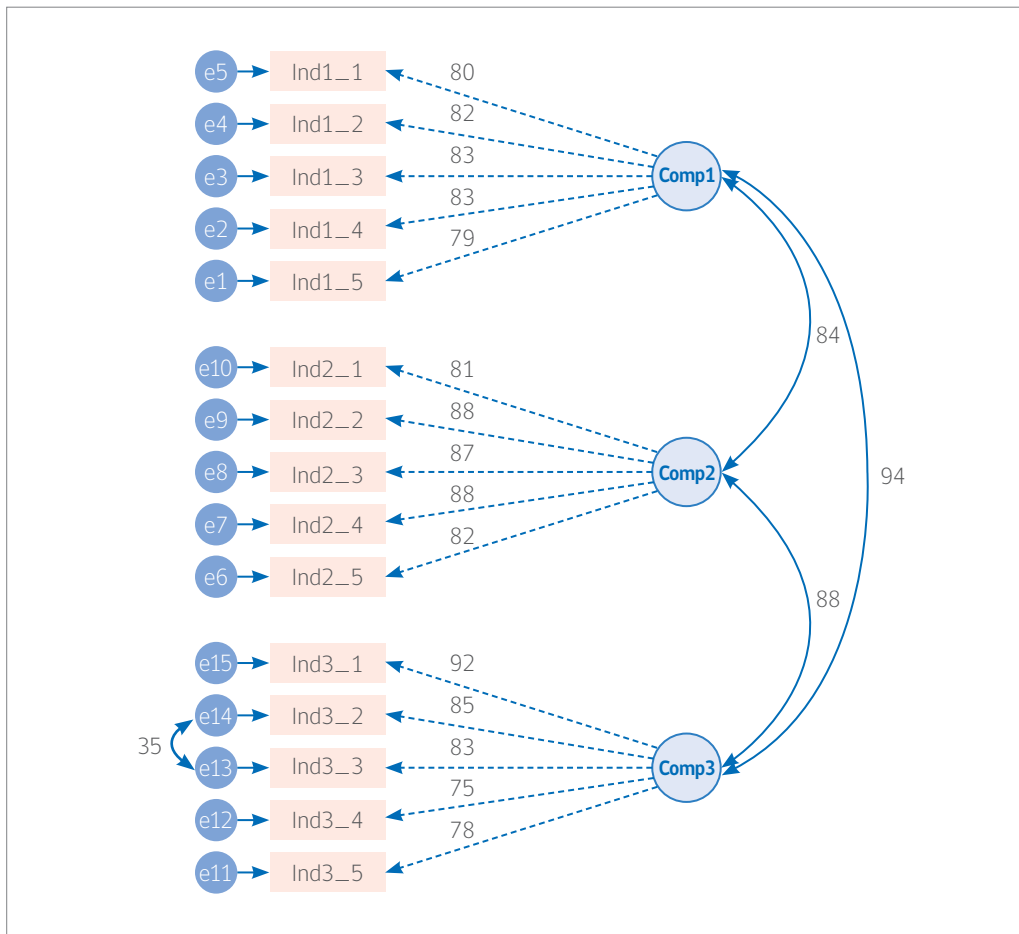 e5 Ind1_1 80
e4 Ind1_2 82
e3 Ind1_3 83 Comp1
e2 Ind1_4 83
e1 Ind1_5 79
84
e10 Ind2_1 81
e9 Ind2_2 88
e8 Ind2_3 87 Comp2 94
e7 Ind2_4 88
e6 Ind2_5 82
88
e15 Ind3_1 92
e14 Ind3_2 85
35
e13 Ind3_3 83 Comp3
e12 Ind3_4 75
e11 Ind3_5 78